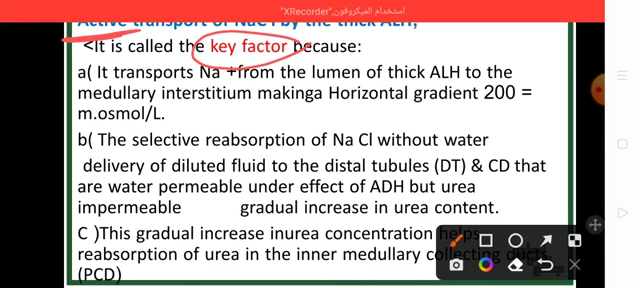 استخدام الميكروفون "XRecorder"
Active transport of NaCl by the thick ALH,
<It is called the key factor because:
a( It transports Na +from the lumen of thick ALH to the
medullary interstitium makinga Horizontal gradient 200 =
m.osmol/L.
b( The selective reabsorption of Na Cl without water
delivery of diluted fluid to the distal tubules (DT) & CD that
are water permeable under effect of ADH but urea
impermeable gradual increase in urea content.
C )This gradual increase inurea concentration helps
reabsorption of urea in the inner medullary collecting ducts.
(PCD)